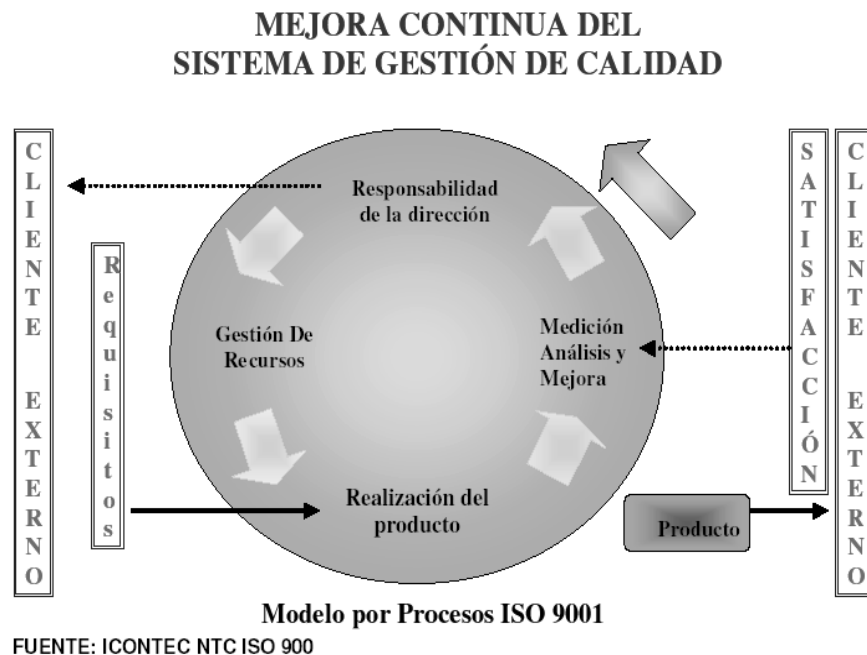 MEJORA CONTINUA DEL
SISTEMA DE GESTIÓN DE CALIDAD
CLIENTE EXTERNO
Requisitos
Responsabilidad
de la dirección
Gestión De
Recursos
Medición
Análisis y
Mejora
Realización del
producto
Producto
SATISFACCIÓN
CLIENTE EXTERNO
Modelo por Procesos ISO 9001
FUENTE: ICONTEC NTC ISO 900